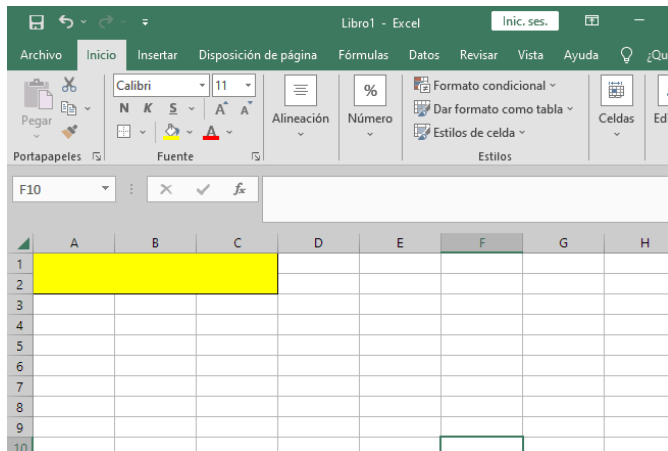 Libro1 - Excel
Inic. ses.
Archivo Inicio Insertar Disposición de página Fórmulas Datos Revisar Vista Ayuda ¿Qu
Pegar
Portapapeles
Calibri 11
N K S A A
A
Fuente
Alineación
%
Número
Formato condicional
Dar formato como tabla
Estilos de celda
Estilos
Celdas
Ed
F10 fx
A B C D E F G H
1
2
3
4
5
6
7
8
9
10